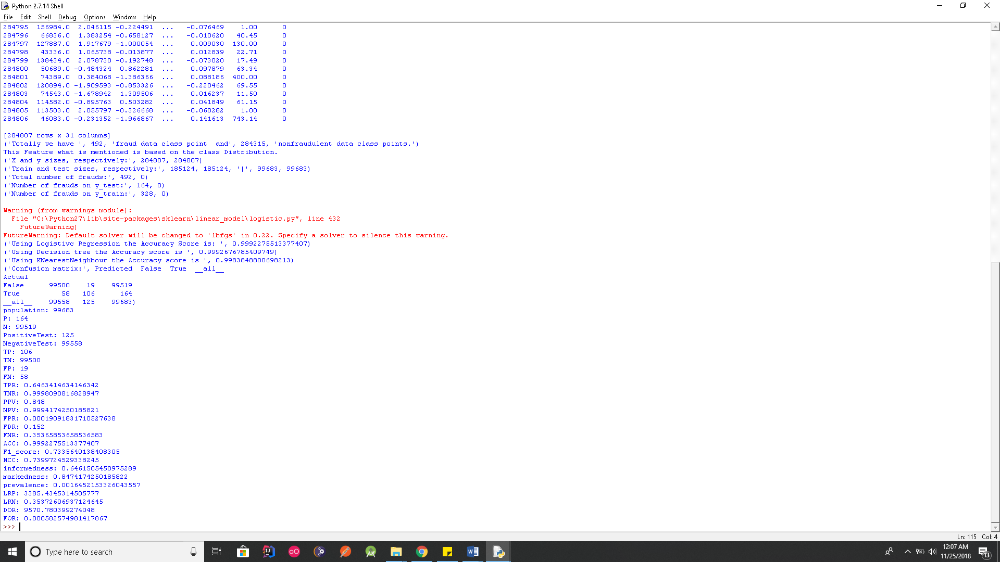 Python 2.7.14 Shell
File Edit Shell Debug Options Window Help
284795 156984.0 2.046115 -0.224491 ... -0.076469 1.00 0
284796 66836.0 1.383254 -0.658127 ... -0.010620 40.45 0
284797 127887.0 1.917679 -1.000054 ... 0.009030 130.00 0
284798 43336.0 1.065738 -0.013877 ... 0.012839 22.71 0
284799 138434.0 2.078730 -0.192748 ... -0.073020 17.49 0
284800 50689.0 -0.484324 0.862281 ... 0.097879 63.34 0
284801 74389.0 0.384068 -1.386366 ... 0.088186 400.00 0
284802 120894.0 -1.909593 -0.853326 ... -0.220462 69.55 0
284803 74543.0 -1.678942 1.309506 ... 0.016237 11.50 0
284804 114582.0 -0.895763 0.503282 ... 0.041849 61.15 0
284805 113503.0 2.055797 -0.326668 ... -0.060282 1.00 0
284806 46083.0 -0.231352 -1.966867 ... 0.141613 743.14 0
[284807 rows x 31 columns]
('Totally we have ', 492, 'fraud data class point  and', 284315, 'nonfraudulent data class points.')
This Feature what is mentioned is based on the class Distribution.
('X and y sizes, respectively:', 284807, 284807)
('Train and test sizes, respectively:', 185124, 185124, '|', 99683, 99683)
('Total number of frauds:', 492, 0)
('Number of frauds on y_test:', 164, 0)
('Number of frauds on y_train:', 328, 0)
Warning (from warnings module):
File "C:\Python27\lib\site-packages\sklearn\linear_model\logistic.py", line 432
FutureWarning)
FutureWarning: Default solver will be changed to 'lbfgs' in 0.22. Specify a solver to silence this warning.
('Using Logistivc Regression the Accuracy Score is: ', 0.9992275513377407)
('Using Decision tree the Accuracy score is ', 0.9992676785409749)
('Using KNearestNeighbour the Accuracy score is ', 0.9983848800698213)
('Confusion matrix:', Predicted  False  True  __all__
Actual
False 99500 19 99519
True 58 106 164
__all__ 99558 125 99683)
population: 99683
P: 164
N: 99519
PositiveTest: 125
NegativeTest: 99558
TP: 106
TN: 99500
FP: 19
FN: 58
TPR: 0.6463414634146342
TNR: 0.9998090816828947
PPV: 0.848
NPV: 0.9994174250185821
FPR: 0.00019091831710527638
FDR: 0.152
FNR: 0.35365853658536583
ACC: 0.9992275513377407
F1_score: 0.7335640138408305
MCC: 0.7399724529338245
informedness: 0.6461505450975289
markedness: 0.8474174250185822
prevalence: 0.0016452153326043557
LRP: 3385.4345314505777
LRN: 0.35372606937124645
DOR: 9570.780399274048
FOR: 0.000582574981417867
>>>
Ln: 115 Col: 4
Type here to search
12:07 AM
11/25/2018
13